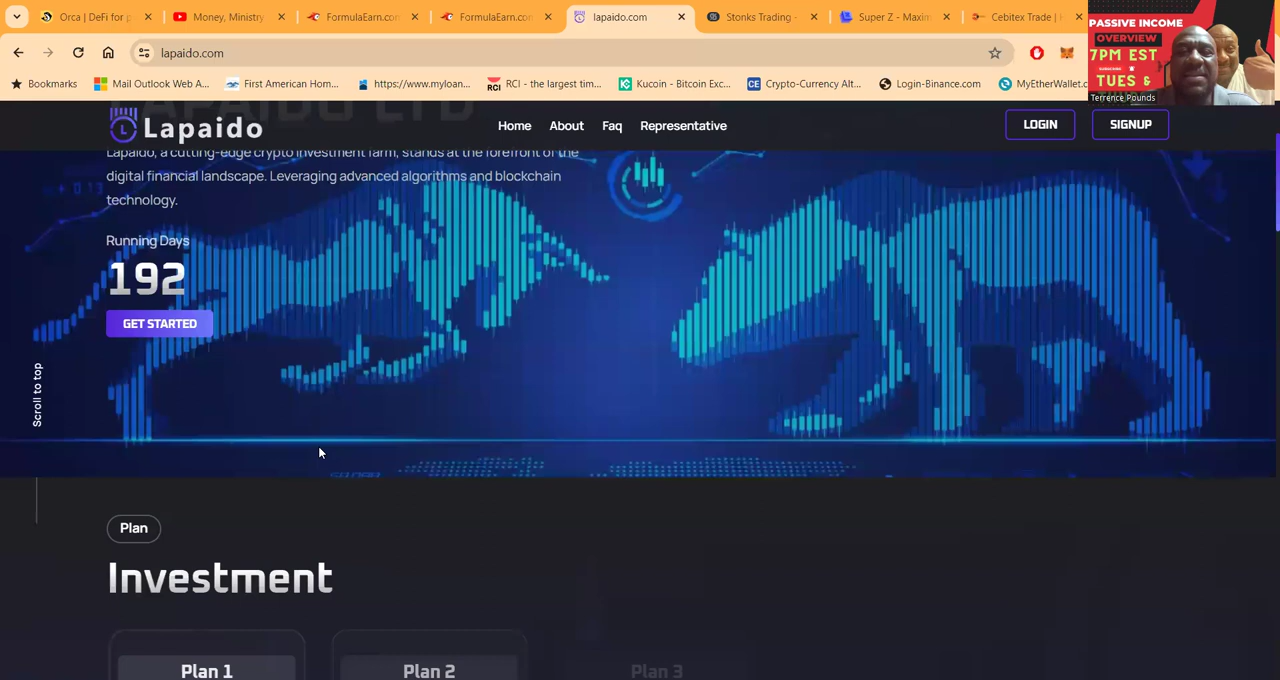 Orca | DeFi for p
Money, Ministry
FormulaEarn.co
FormulaEarn.co
lapaido.com
Stonks Trading -
Super Z - Maxim
Cebitex Trade | H
lapaido.com
Bookmarks
Mail Outlook Web A...
First American Hom...
https://www.myloan...
RCI - the largest tim...
Kucoin - Bitcoin Exc...
Crypto-Currency Alt...
Login-Binance.com
MyEtherWallet.c
PASSIVE INCOME
OVERVIEW
7PM EST
TUES &
Terrence Pounds
Lapaido
Home
About
Faq
Representative
LOGIN
SIGNUP
Lapaido, a cutting-edge crypto investment farm, stands at the forefront of the
digital financial landscape. Leveraging advanced algorithms and blockchain
technology.
Running Days
192
GET STARTED
Scroll to top
Plan
Investment
Plan 1
Plan 2
Plan 3